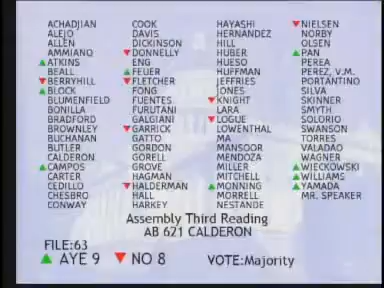 ACHADJIAN COOK HAYASHI NIELSEN
ALEJO DAVIS HERNANDEZ NORBY
ALLEN DICKINSON HILL OLSEN
AMMIANO DONNELLY HUBER PAN
ATKINS ENG HUESO PEREA
BEALL FEUER HUFFMAN PEREZ, V.M.
BERRYHILL FLETCHER JEFFRIES PORTANTINO
BLOCK FONG JONES SILVA
BLUMENFIELD FUENTES KNIGHT SKINNER
BONILLA FURUTANI LARA SMYTH
BRADFORD GALGIANI LOGUE SOLORIO
BROWNLEY GARRICK LOWENTHAL SWANSON
BUCHANAN GATTO MA TORRES
BUTLER GORDON MANSOOR VALADAO
CALDERON GORELL MENDOZA WAGNER
CAMPOS GROVE MILLER WIECKOWSKI
CARTER HAGMAN MITCHELL WILLIAMS
CEDILLO HALDERMAN MONNING YAMADA
CHESBRO HALL MORRELL MR. SPEAKER
CONWAY HARKEY NESTANDE
Assembly Third Reading
AB 621 CALDERON
FILE:63
AYE 9 NO 8 VOTE:Majority